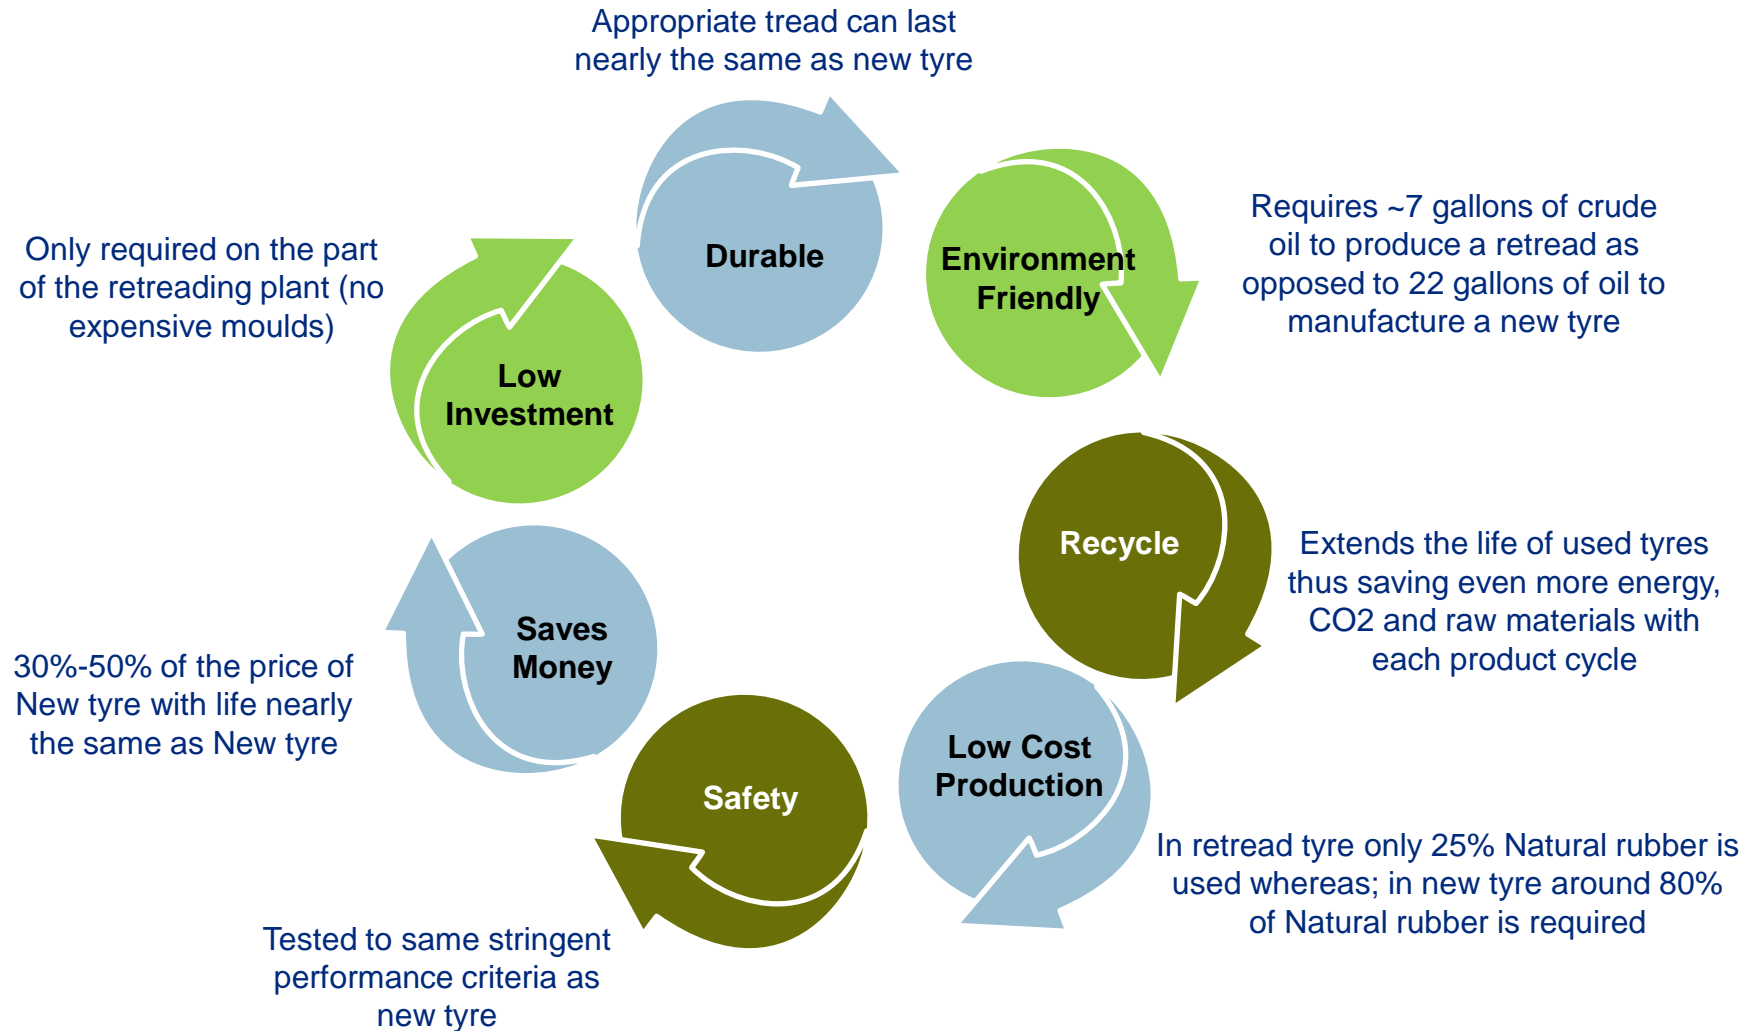 Appropriate tread can last
nearly the same as new tyre
Durable
Environment
Friendly
Requires ~7 gallons of crude
oil to produce a retread as
opposed to 22 gallons of oil to
manufacture a new tyre
Recycle
Extends the life of used tyres
thus saving even more energy,
CO2 and raw materials with
each product cycle
Low Cost
Production
In retread tyre only 25% Natural rubber is
used whereas; in new tyre around 80%
of Natural rubber is required
Safety
Tested to same stringent
performance criteria as
new tyre
Saves
Money
30%-50% of the price of
New tyre with life nearly
the same as New tyre
Low
Investment
Only required on the part
of the retreading plant (no
expensive moulds)